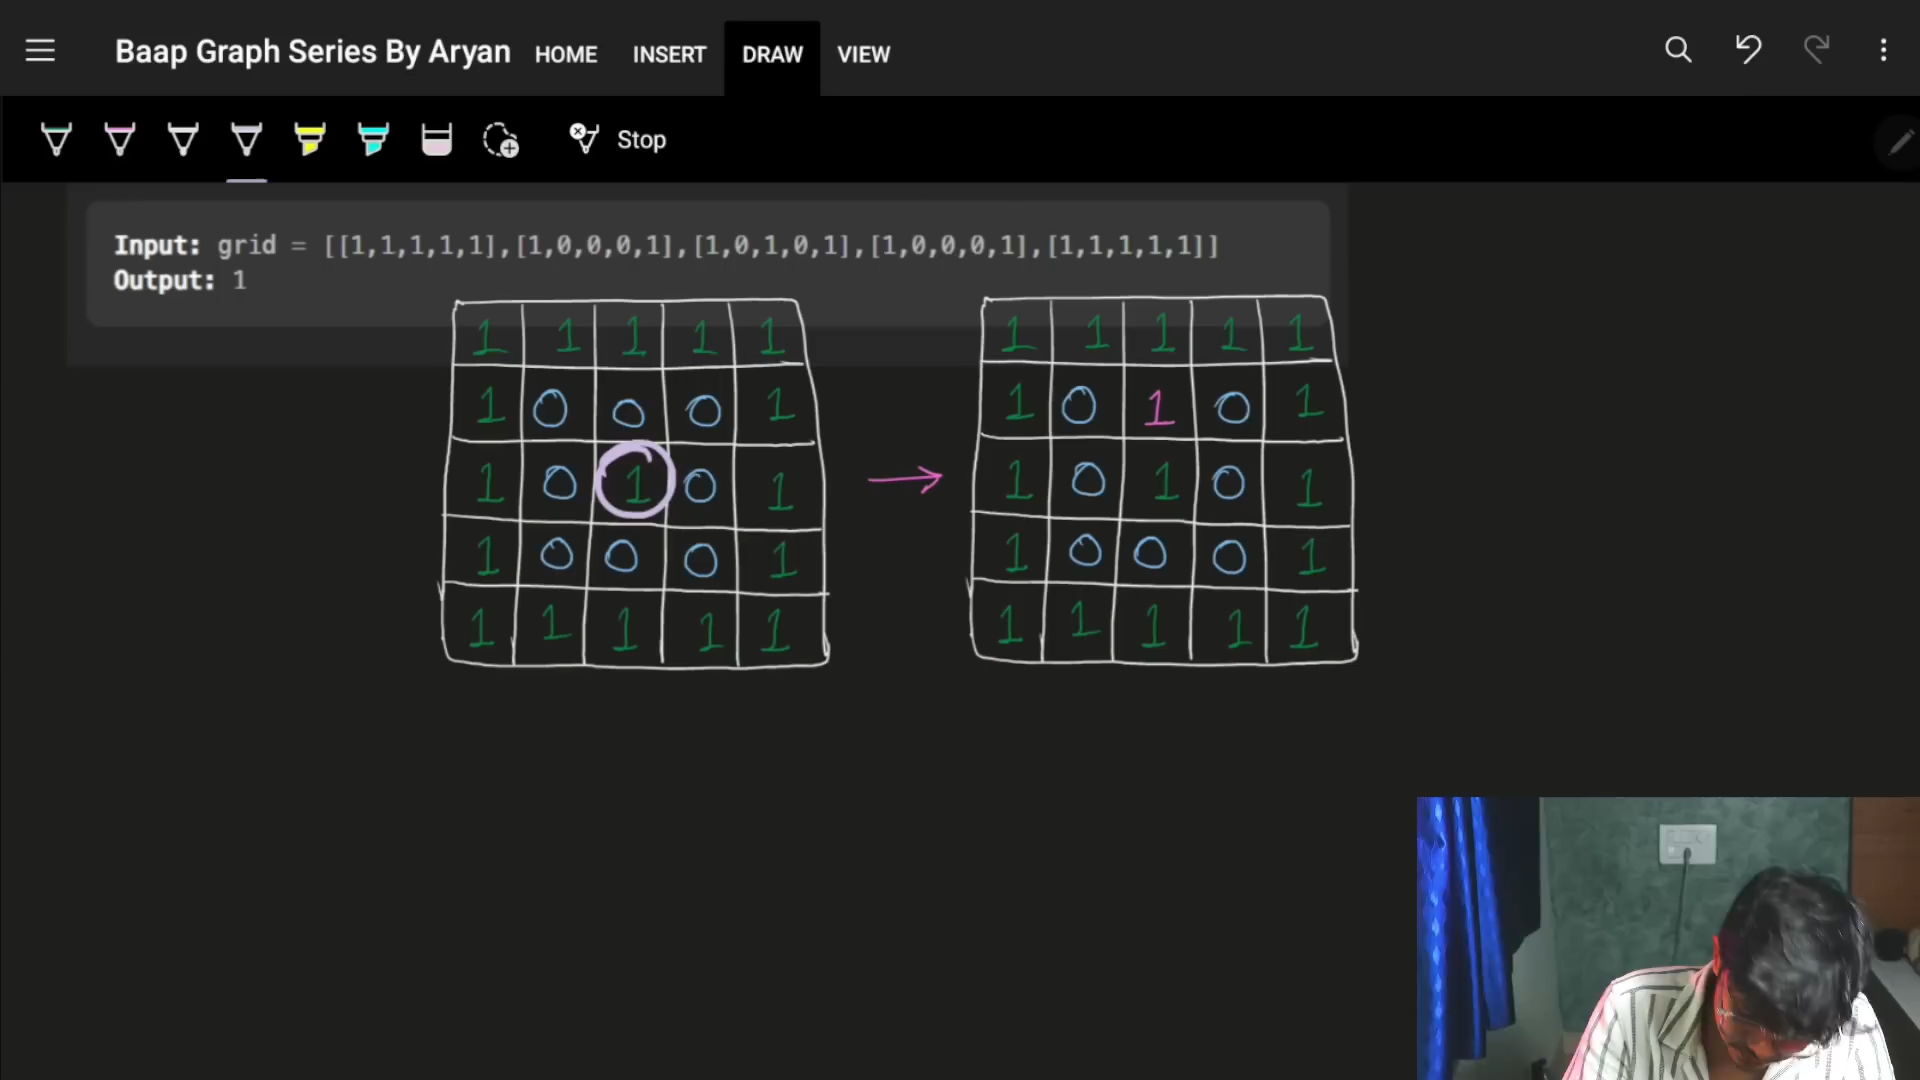 Baap Graph Series By Aryan HOME INSERT DRAW VIEW
Stop
Input: grid = [[1,1,1,1,1],[1,0,0,0,1],[1,0,1,0,1],[1,0,0,0,1],[1,1,1,1,1]]
Output: 1
1 1 1 1 1
1 0 0 0 1
1 0 1 0 1
1 0 0 0 1
1 1 1 1 1
1 1 1 1 1
1 0 1 0 1
1 0 1 0 1
1 0 0 0 1
1 1 1 1 1